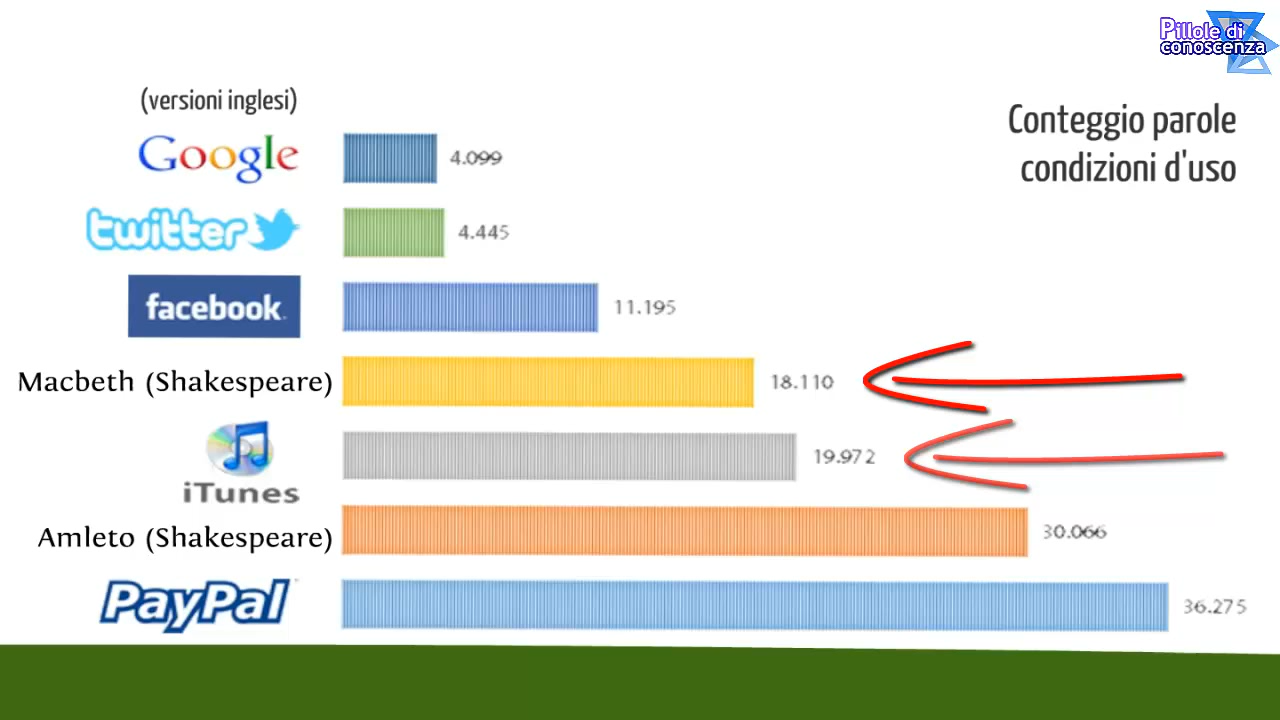 Pillole di
conoscenza
(versioni inglesi)
Conteggio parole
condizioni d'uso
Google
4.099
twitter
4.445
facebook.
11.195
Macbeth (Shakespeare)
18.110
iTunes
19.972
Amleto (Shakespeare)
30.066
PayPal
36.275